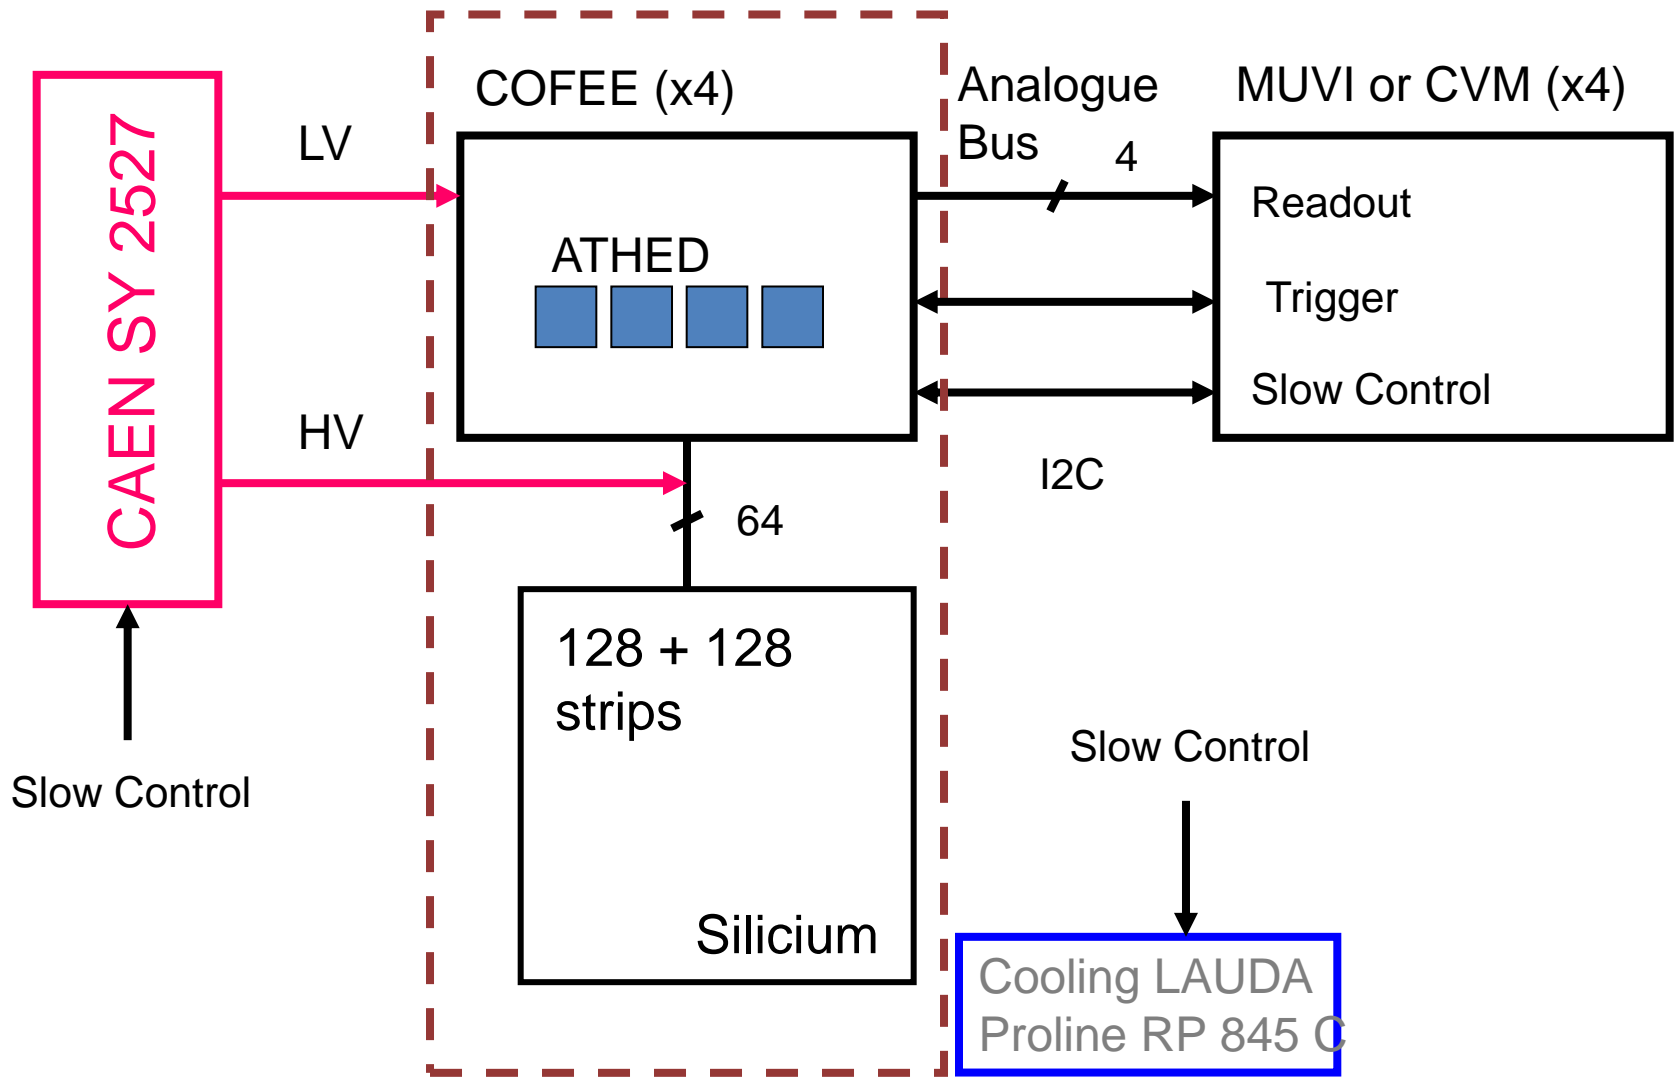 COFEE (x4)
Analogue
Bus
4
MUVI or CVM (x4)
CAEN SY 2527
LV
Readout
ATHED
Trigger
Slow Control
HV
I2C
64
128 + 128
strips
Slow Control
Slow Control
Silicium
Cooling LAUDA
Proline RP 845 C